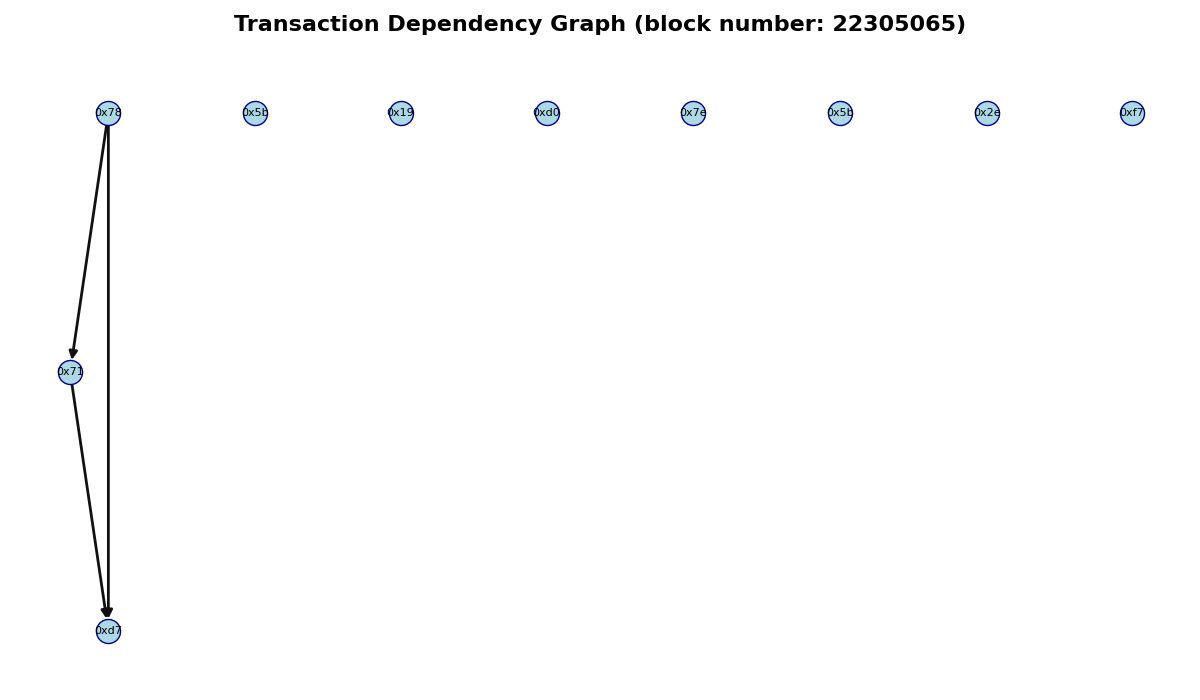 Transaction Dependency Graph (block number: 22305065)
0x78 0x5b 0x19 0xd0 0x7e 0x5b 0x2e 0xf7
0x71
0xd7